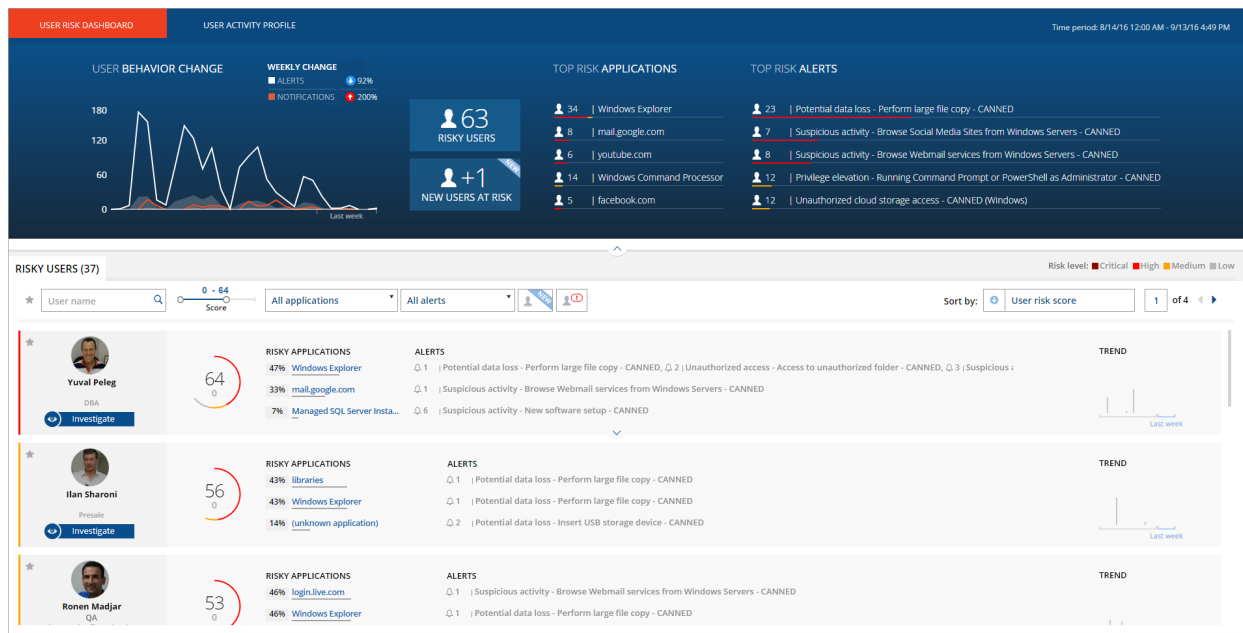 USER RISK DASHBOARD
USER ACTIVITY PROFILE
Time period: 8/14/16 12:00 AM - 9/13/16 4:49 PM
USER BEHAVIOR CHANGE
WEEKLY CHANGE
ALERTS 92%
NOTIFICATIONS 200%
180
120
60
0
Last week
63
RISKY USERS
NEW
+1
NEW USERS AT RISK
TOP RISK APPLICATIONS
34 | Windows Explorer
8 | mail.google.com
6 | youtube.com
14 | Windows Command Processor
5 | facebook.com
TOP RISK ALERTS
23 | Potential data loss - Perform large file copy - CANNED
7 | Suspicious activity - Browse Social Media Sites from Windows Servers - CANNED
8 | Suspicious activity - Browse Webmail services from Windows Servers - CANNED
12 | Privilege elevation - Running Command Prompt or PowerShell as Administrator - CANNED
12 | Unauthorized cloud storage access - CANNED (Windows)
RISKY USERS (37)
Risk level: Critical High Medium Low
User name
0 - 64
Score
All applications
All alerts
NEW
Sort by: User risk score
1 of 4
Yuval Peleg
DBA
Investigate
64
0
RISKY APPLICATIONS
47% Windows Explorer
33% mail.google.com
7% Managed SQL Server Insta...
ALERTS
1 | Potential data loss - Perform large file copy - CANNED, 2 | Unauthorized access - Access to unauthorized folder - CANNED, 3 | Suspicious
1 | Suspicious activity - Browse Webmail services from Windows Servers - CANNED
6 | Suspicious activity - New software setup - CANNED
TREND
Last week
Ilan Sharoni
Presale
Investigate
56
0
RISKY APPLICATIONS
43% libraries
43% Windows Explorer
14% (unknown application)
ALERTS
1 | Potential data loss - Perform large file copy - CANNED
1 | Potential data loss - Perform large file copy - CANNED
2 | Potential data loss - Insert USB storage device - CANNED
TREND
Last week
Ronen Madjar
QA
53
0
RISKY APPLICATIONS
46% login.live.com
46% Windows Explorer
ALERTS
1 | Suspicious activity - Browse Webmail services from Windows Servers - CANNED
1 | Potential data loss - Perform large file copy - CANNED
TREND